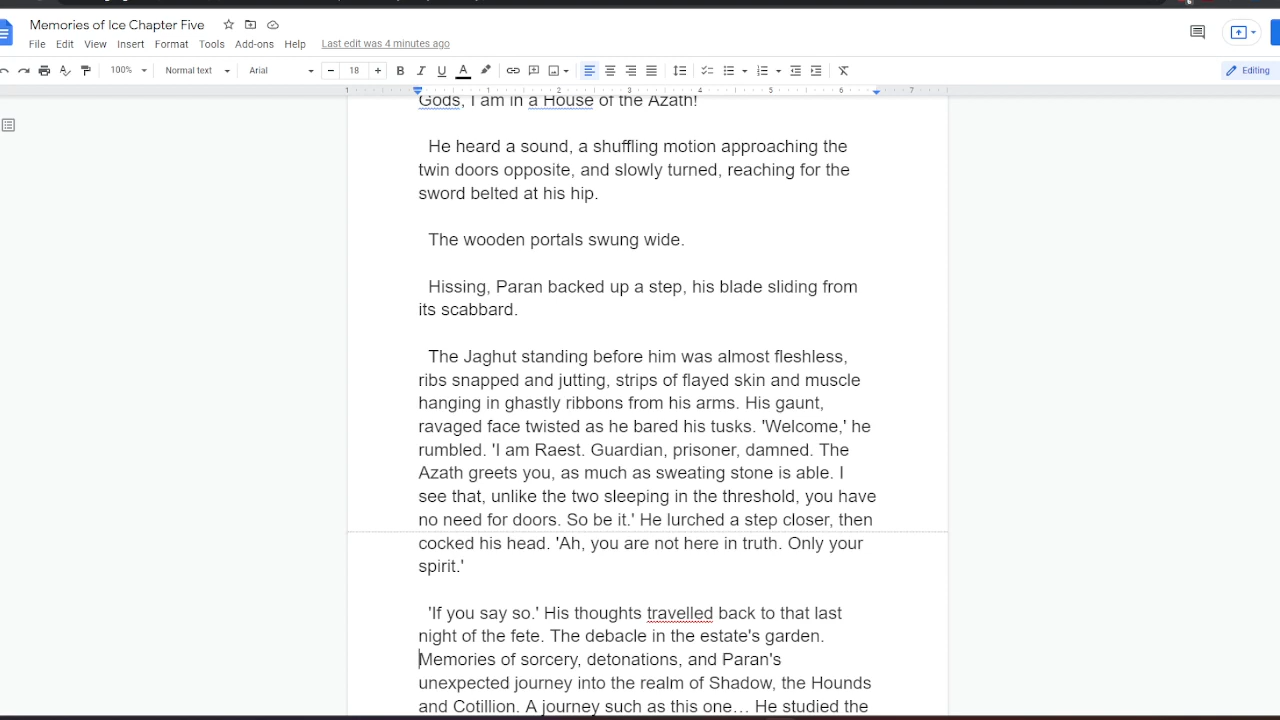 Memories of Ice Chapter Five
File Edit View Insert Format Tools Add-ons Help Last edit was 4 minutes ago
100% Normal text Arial 18 B I U A Editing
1 1 2 3 4 5 6 7
Gods, I am in a House of the Azath!
He heard a sound, a shuffling motion approaching the
twin doors opposite, and slowly turned, reaching for the
sword belted at his hip.
The wooden portals swung wide.
Hissing, Paran backed up a step, his blade sliding from
its scabbard.
The Jaghut standing before him was almost fleshless,
ribs snapped and jutting, strips of flayed skin and muscle
hanging in ghastly ribbons from his arms. His gaunt,
ravaged face twisted as he bared his tusks. 'Welcome,' he
rumbled. 'I am Raest. Guardian, prisoner, damned. The
Azath greets you, as much as sweating stone is able. I
see that, unlike the two sleeping in the threshold, you have
no need for doors. So be it.' He lurched a step closer, then
cocked his head. 'Ah, you are not here in truth. Only your
spirit.'
'If you say so.' His thoughts travelled back to that last
night of the fete. The debacle in the estate's garden.
Memories of sorcery, detonations, and Paran's
unexpected journey into the realm of Shadow, the Hounds
and Cotillion. A journey such as this one… He studied the